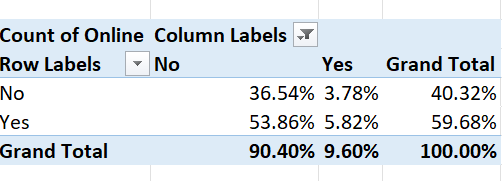 Count of Online Column Labels
Row Labels No Yes Grand Total
No 36.54% 3.78% 40.32%
Yes 53.86% 5.82% 59.68%
Grand Total 90.40% 9.60% 100.00%